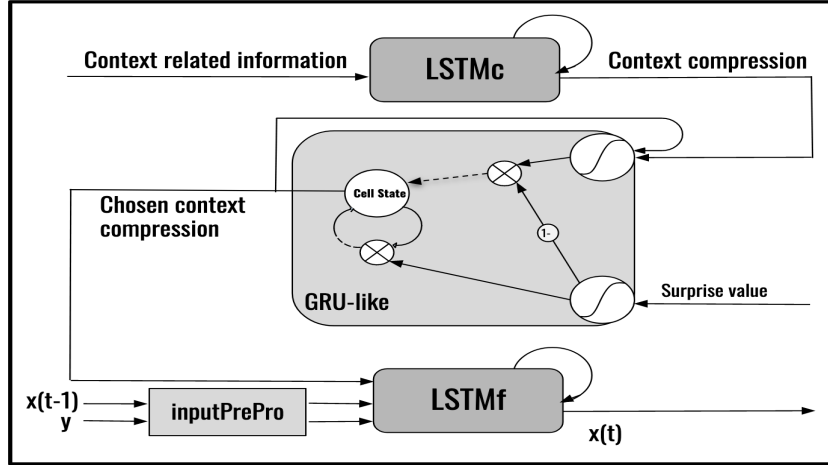 Context related information
LSTMc
Context compression
Cell State
Chosen context
compression
1-
GRU-like
Surprise value
x(t-1)
y
inputPrePro
LSTMf
x(t)